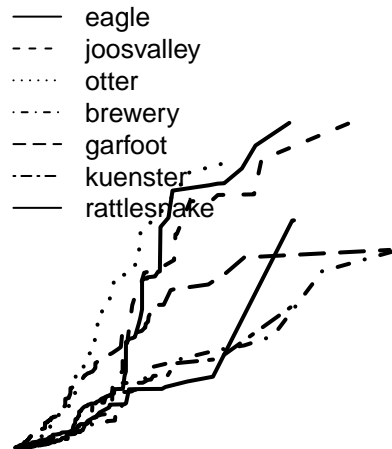 eagle
joosvalley
otter
brewery
garfoot
kuenster
rattlesnake